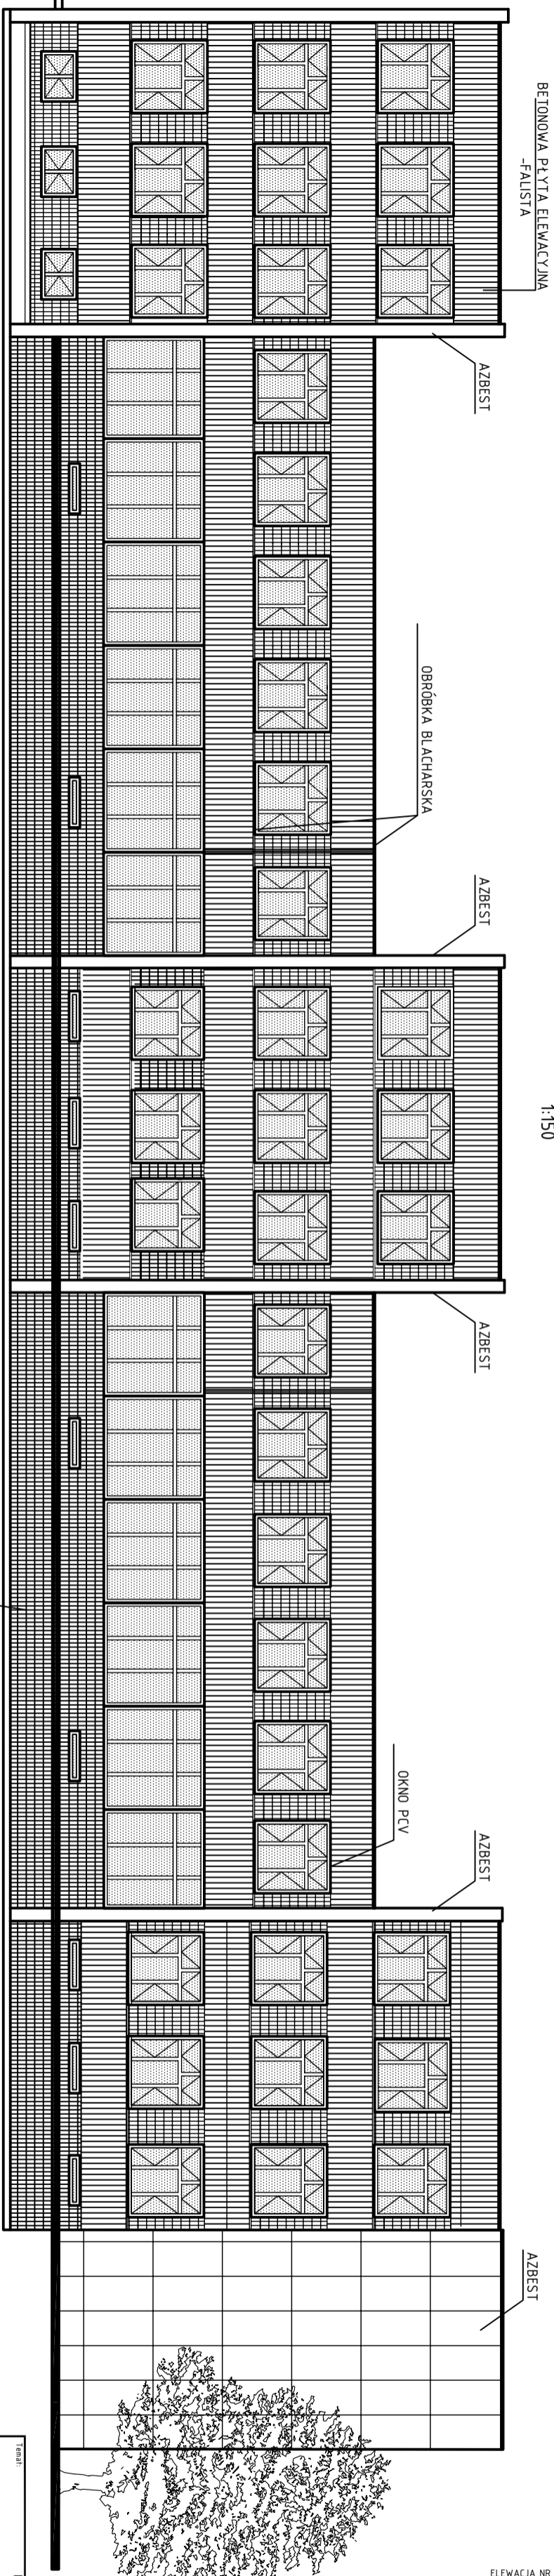 BETONOWA PŁYTA ELEWACYJNA
-FALISTA
AZBEST
OBRÓBKA BLACHARSKA
AZBEST
1:150
AZBEST
OKNO PCV
AZBEST
AZBEST
ELEWACJA NR
Temat: